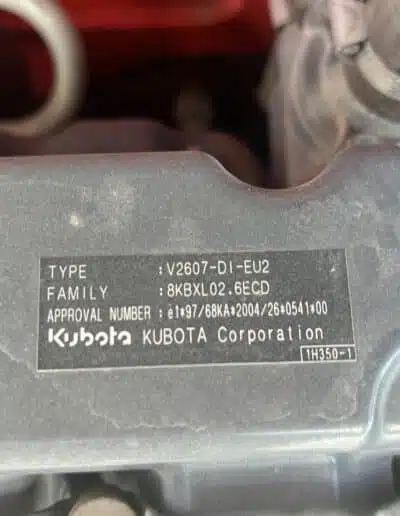 TYPE : V2607-DI-EU2
FAMILY : 8KBXL02.6ECD
APPROVAL NUMBER : e1*97/68KA*2004/26*0541*00
Kubota KUBOTA Corporation
1H350-1